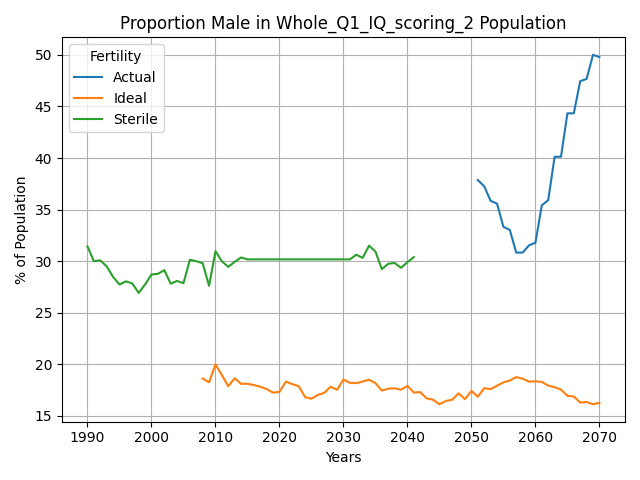 Proportion Male in Whole_Q1_IQ_scoring_2 Population
Fertility
Actual
Ideal
Sterile
% of Population
50
45
40
35
30
25
20
15
1990 2000 2010 2020 2030 2040 2050 2060 2070
Years